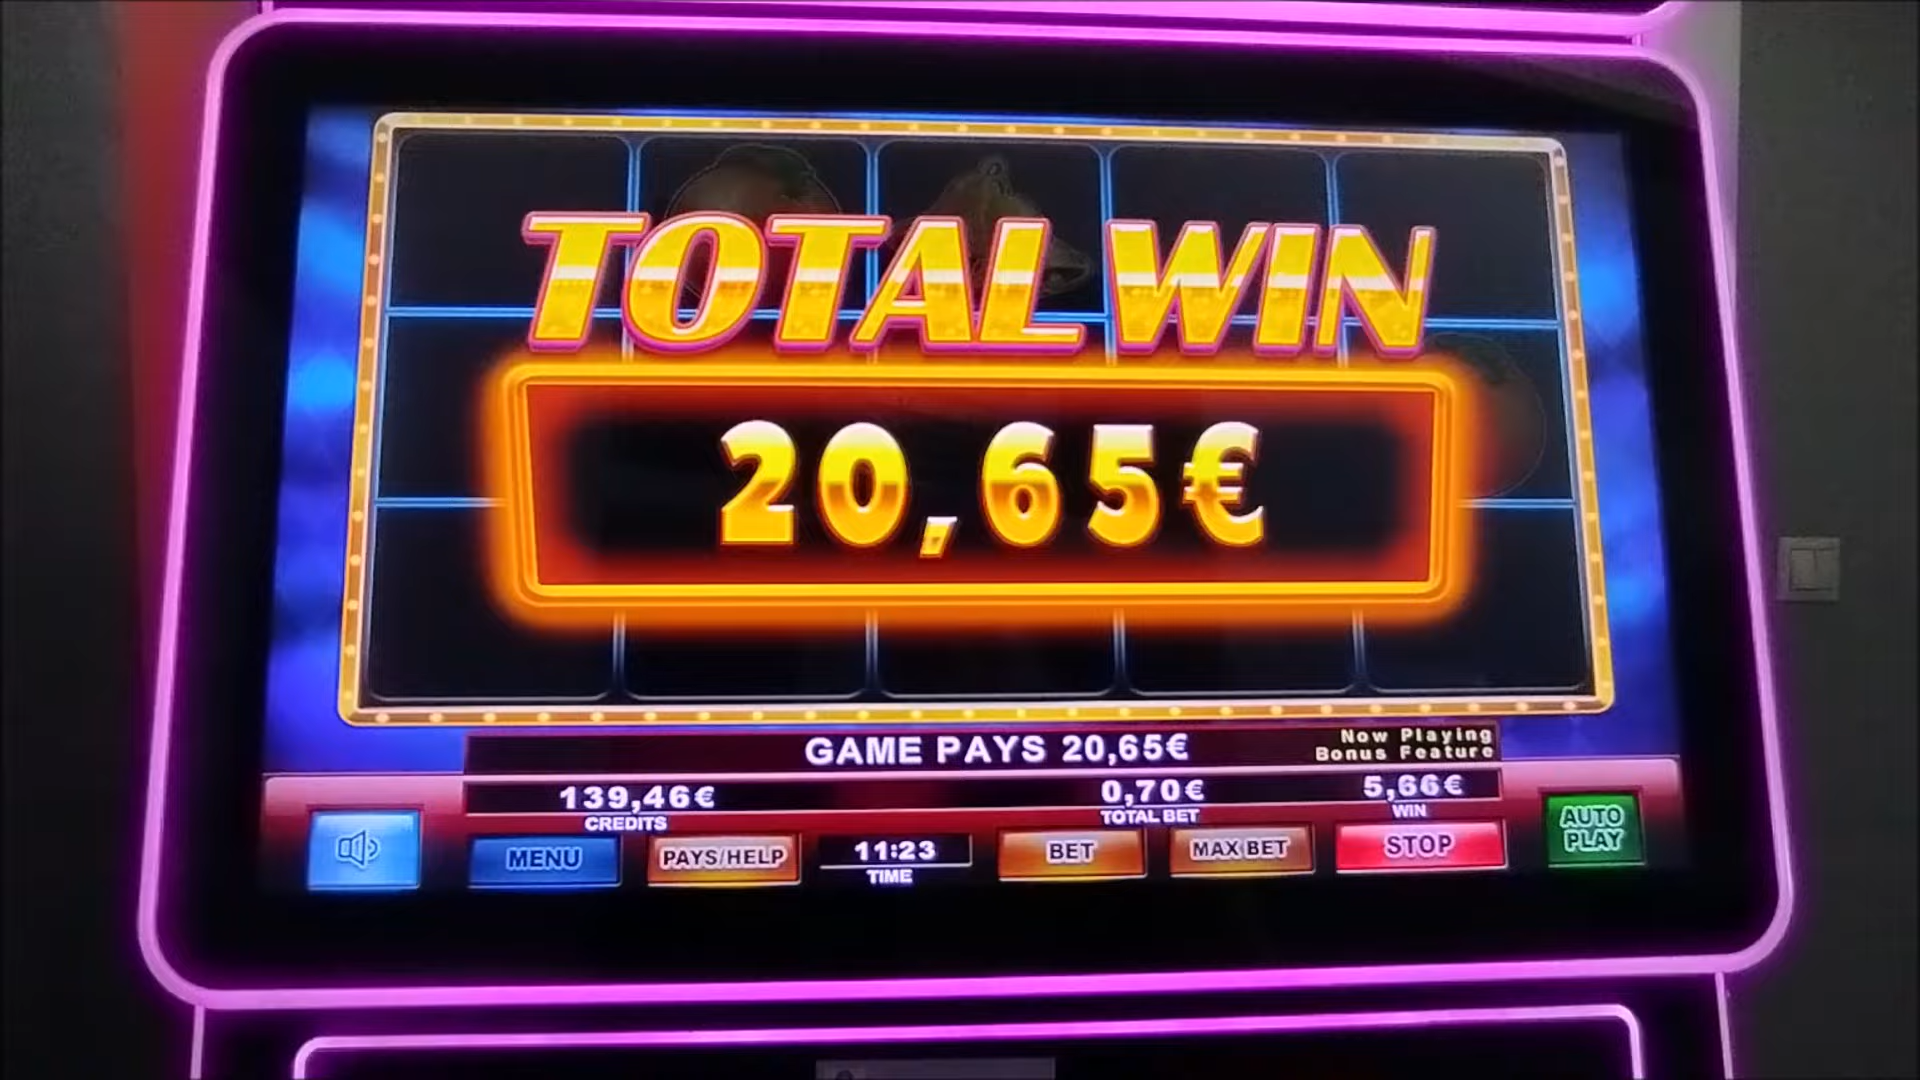 TOTAL WIN
20,65€
GAME PAYS 20,65€
Now Playing
Bonus Feature
139,46€
CREDITS
0,70€
TOTAL BET
5,66€
WIN
MENU
PAYS/HELP
11:23
TIME
BET
MAX BET
STOP
AUTO
PLAY